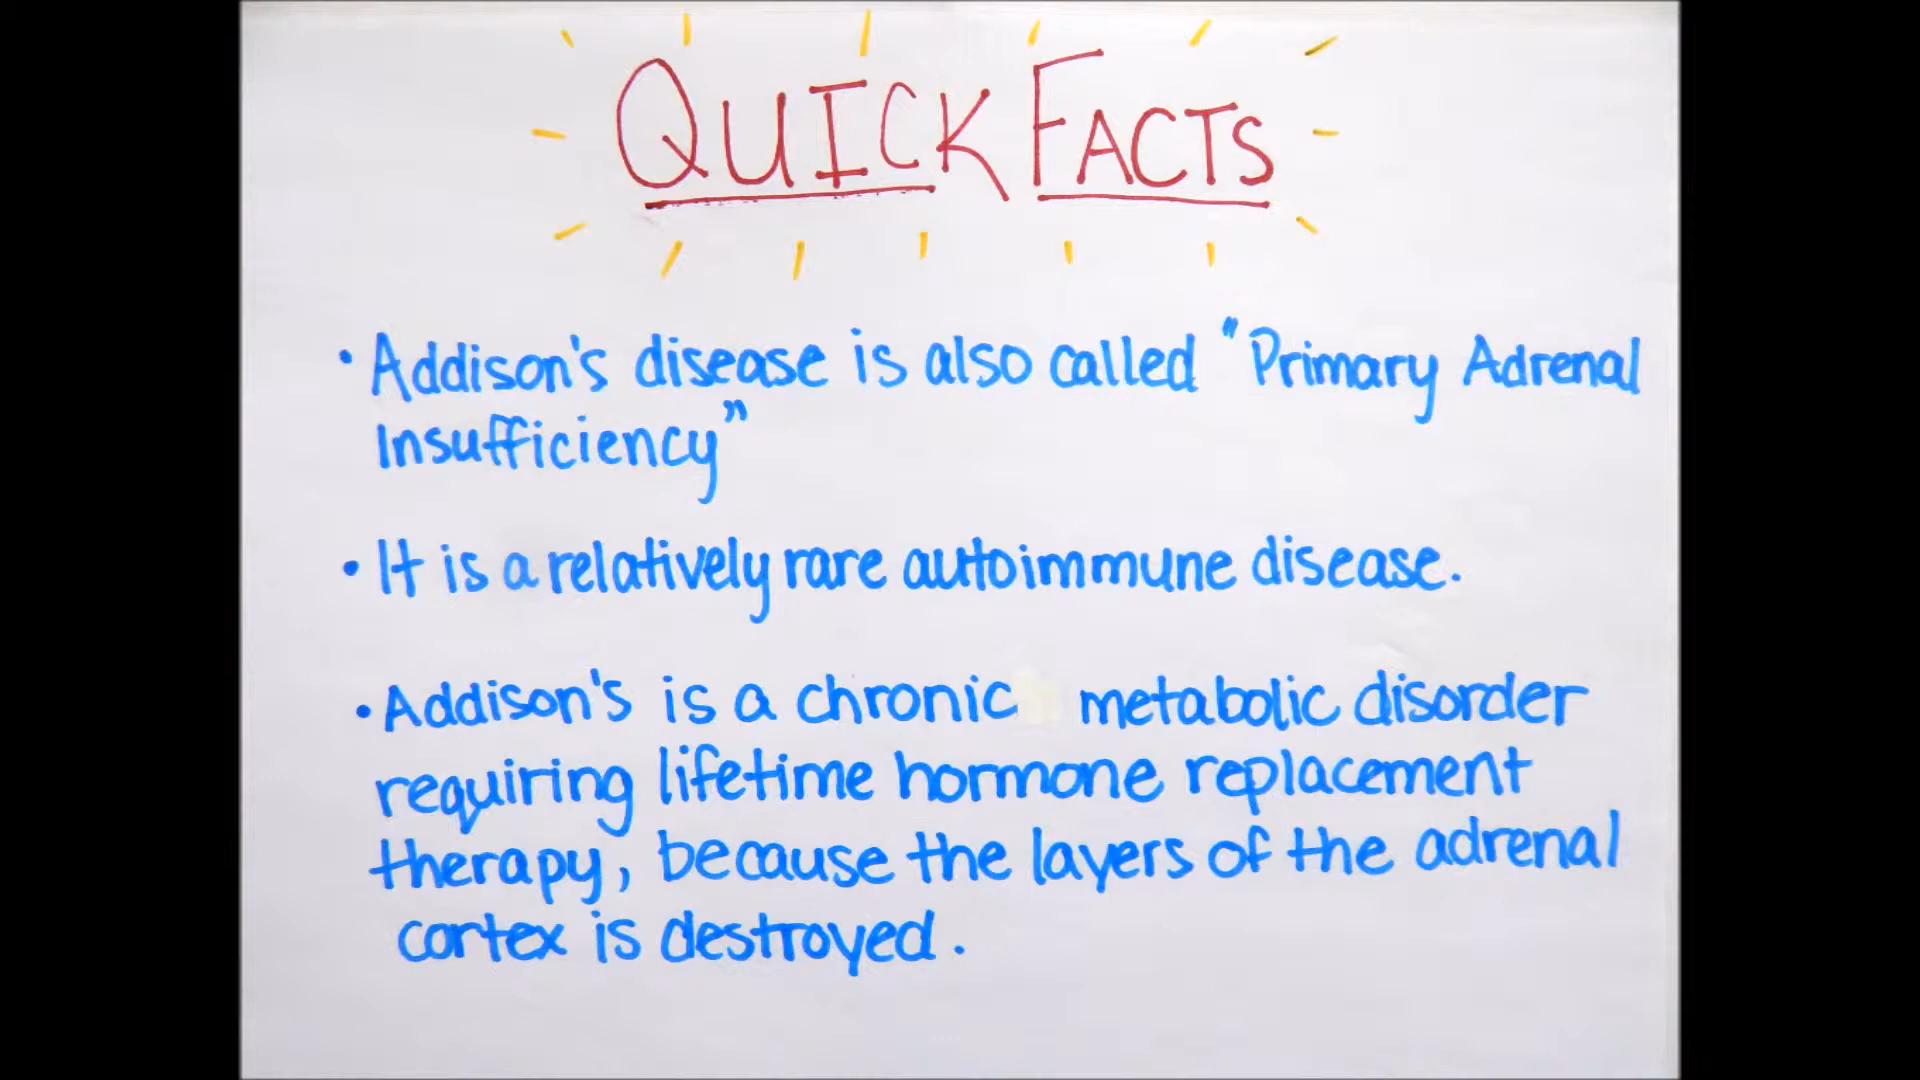 QUICK FACTS
• Addison's disease is also called "Primary Adrenal
Insufficiency"
• It is a relatively rare autoimmune disease.
• Addison's is a chronic metabolic disorder
requiring lifetime hormone replacement
therapy, because the layers of the adrenal
cortex is destroyed.